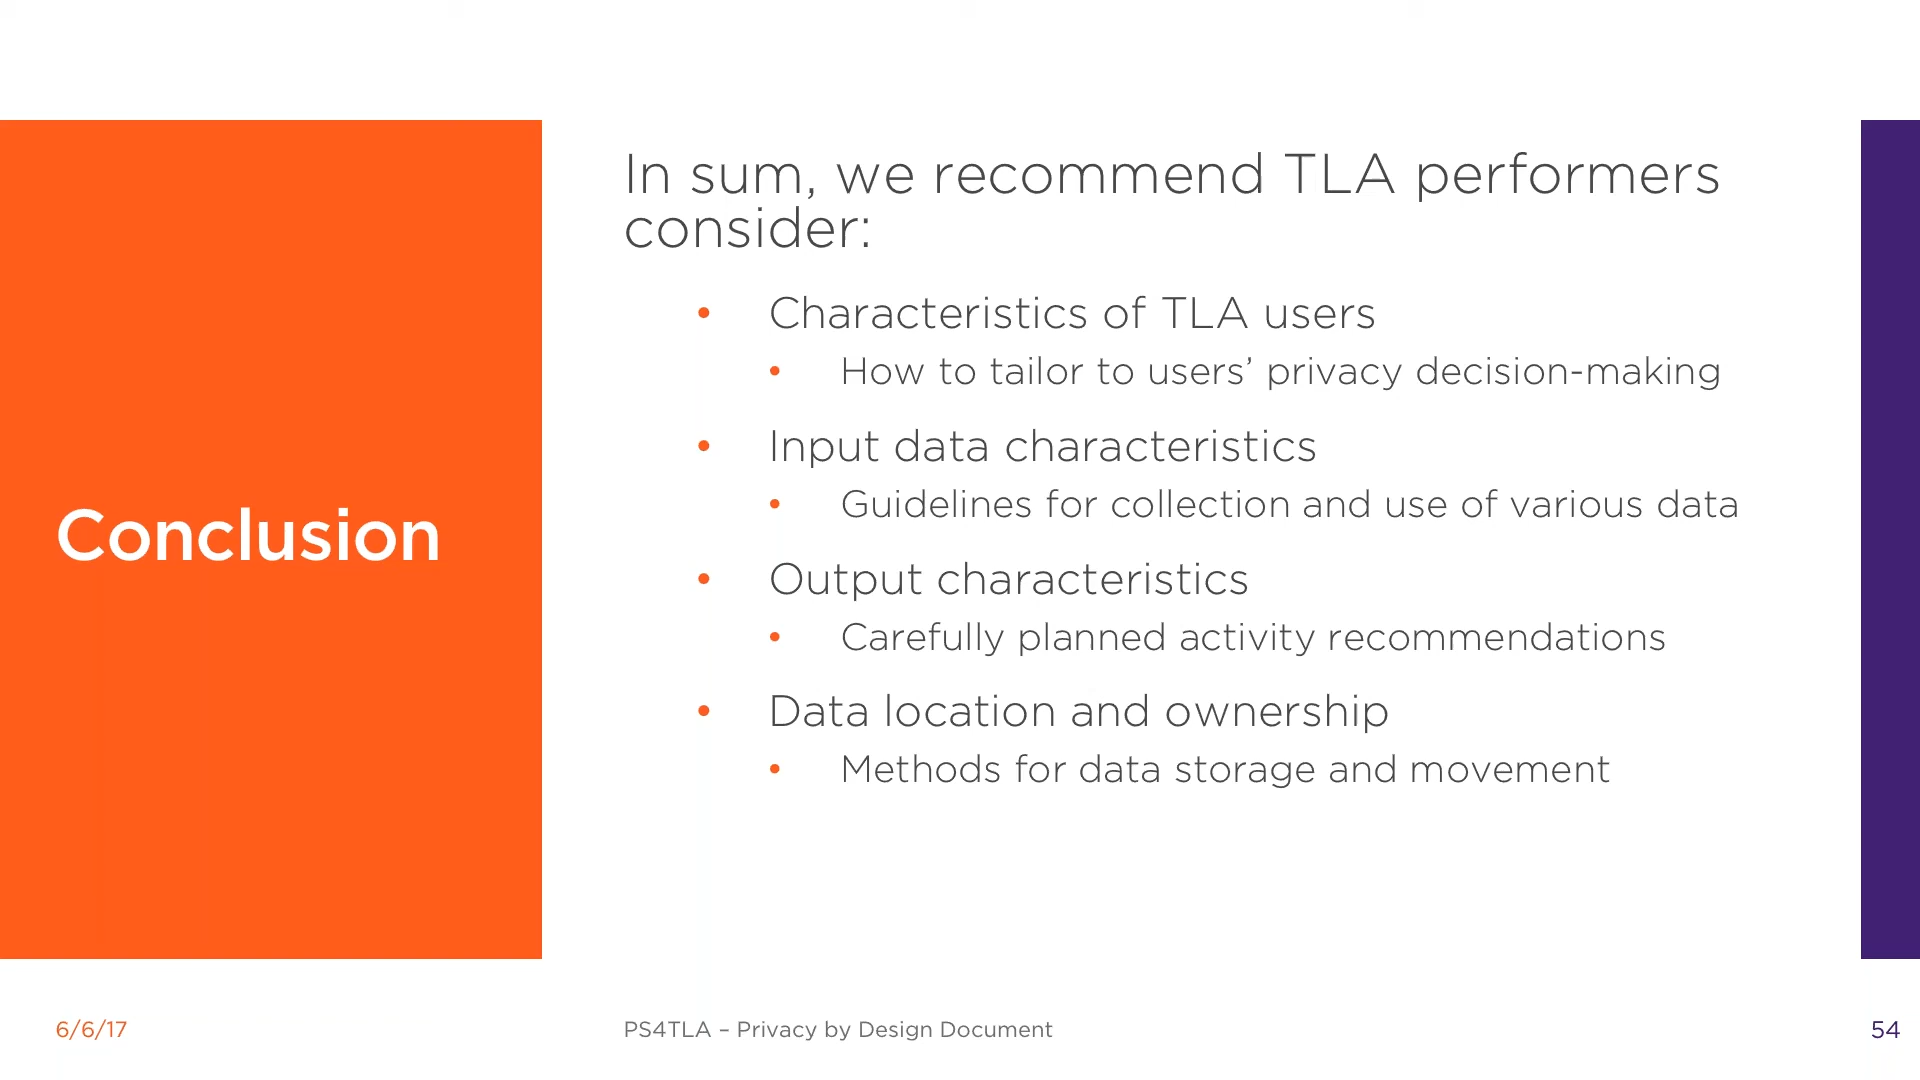 Conclusion
In sum, we recommend TLA performers
consider:
• Characteristics of TLA users
• How to tailor to users’ privacy decision-making
• Input data characteristics
• Guidelines for collection and use of various data
• Output characteristics
• Carefully planned activity recommendations
• Data location and ownership
• Methods for data storage and movement
6/6/17
PS4TLA – Privacy by Design Document
54